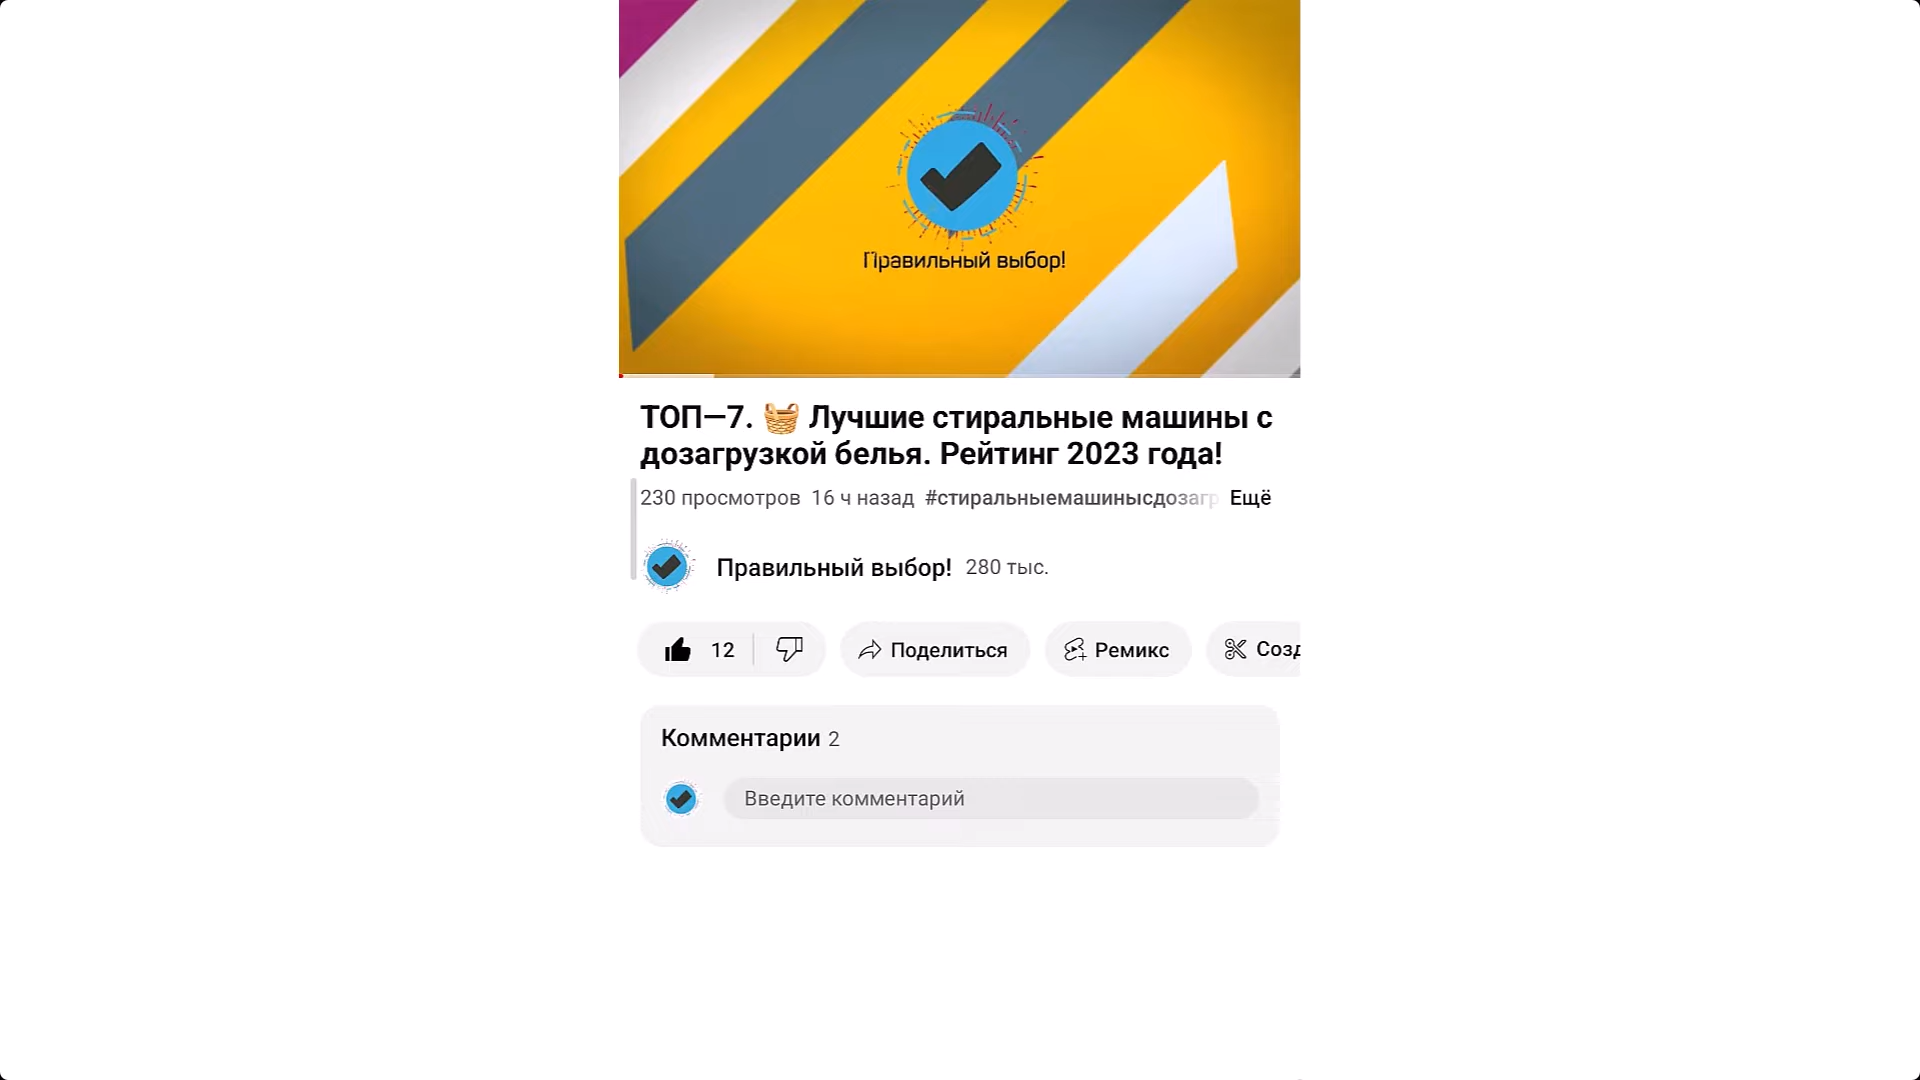 Правильный выбор!
ТОП—7. 🧺 Лучшие стиральные машины с
дозагрузкой белья. Рейтинг 2023 года!
230 просмотров 16 ч назад #стиральныемашинысдозагр Ещё
Правильный выбор! 280 тыс.
12 Поделиться Ремикс Созд
Комментарии 2
Введите комментарий